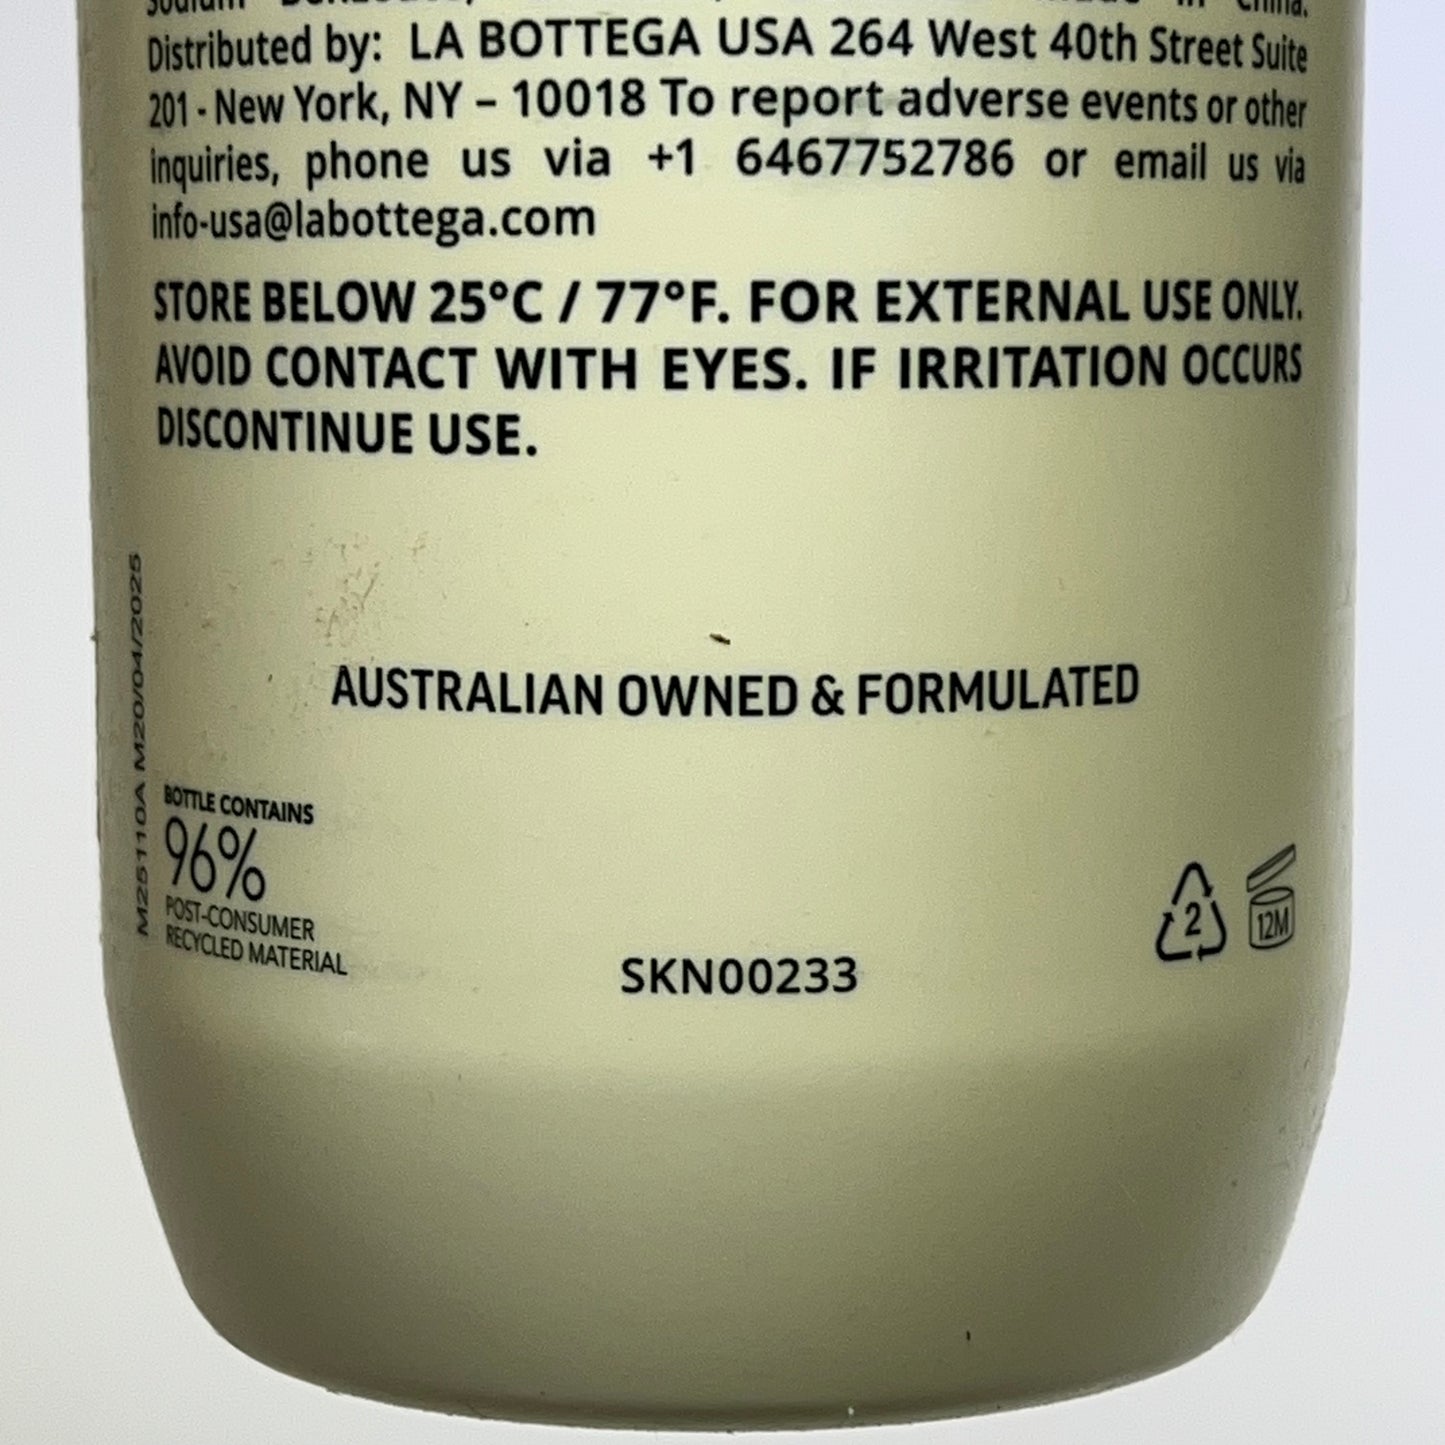 Sodium in China.
Distributed by: LA BOTTEGA USA 264 West 40th Street Suite
201 - New York, NY – 10018 To report adverse events or other
inquiries, phone us via +1 6467752786 or email us via
info-usa@labottega.com
STORE BELOW 25°C / 77°F. FOR EXTERNAL USE ONLY.
AVOID CONTACT WITH EYES. IF IRRITATION OCCURS
DISCONTINUE USE.
AUSTRALIAN OWNED & FORMULATED
M25110A M20/04/2025
BOTTLE CONTAINS
96%
POST-CONSUMER
RECYCLED MATERIAL
2
12M
SKN00233